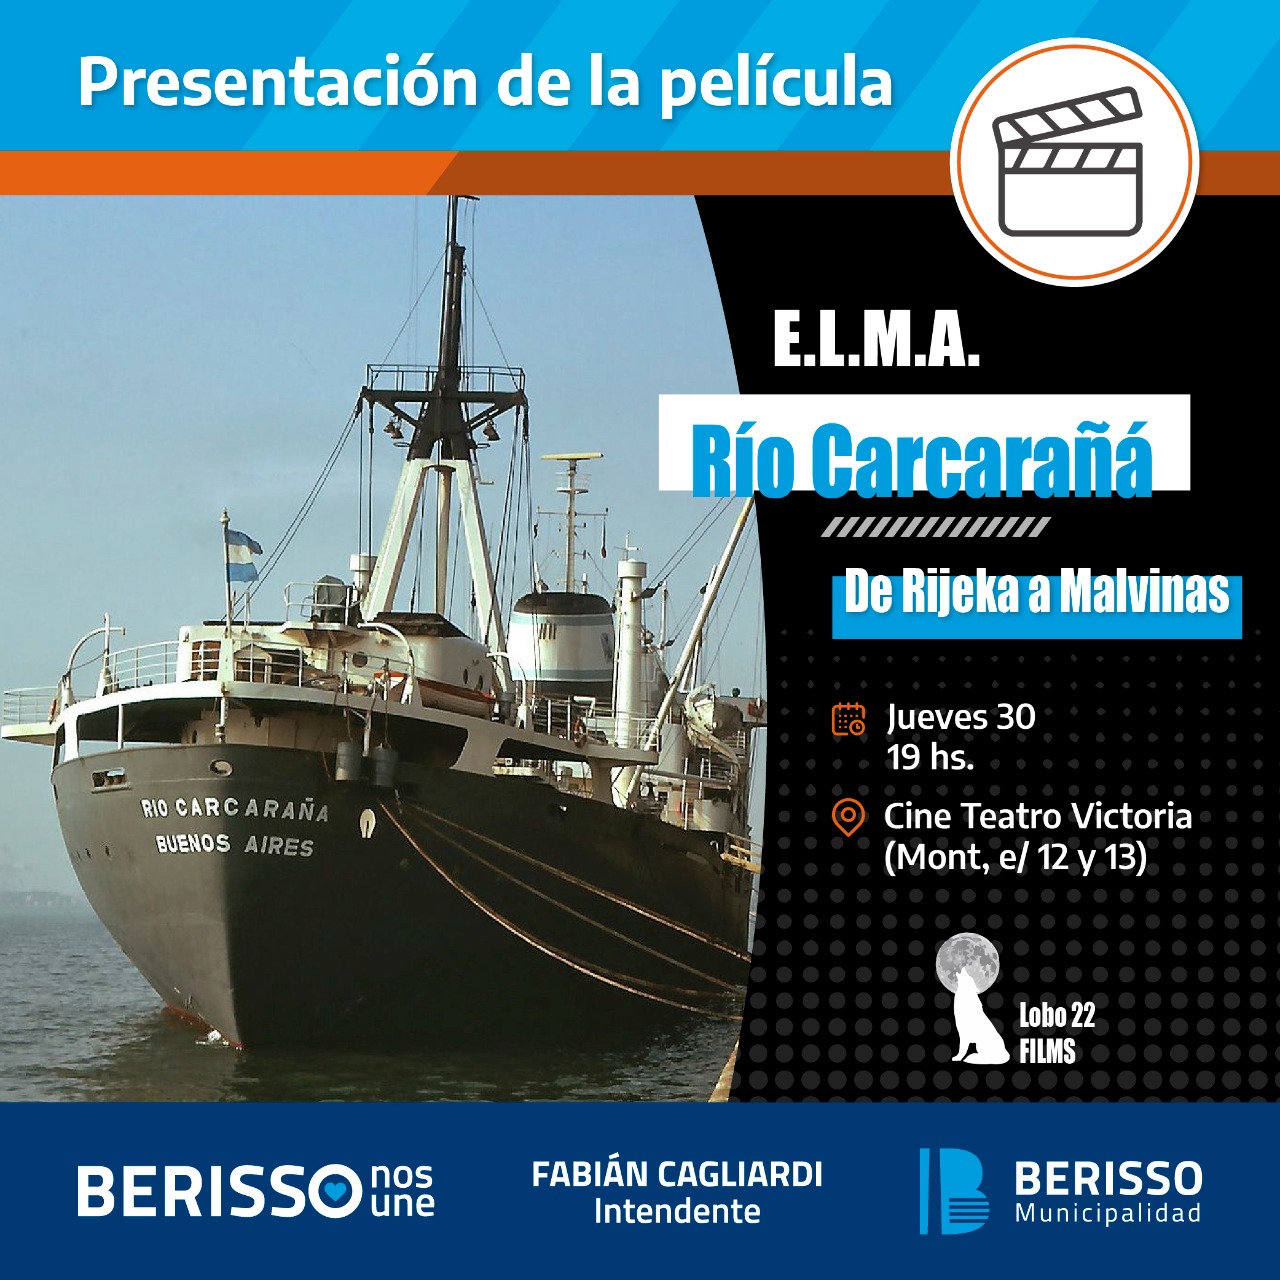 Presentación de la película
E.L.M.A.
Río Carcarañá
De Rijeka a Malvinas
Jueves 30
19 hs.
Cine Teatro Victoria
(Mont, e/ 12 y 13)
RIO CARCARAÑA
BUENOS AIRES
Lobo 22
FILMS
BERISSO nos une
FABIÁN CAGLIARDI
Intendente
BERISSO
Municipalidad